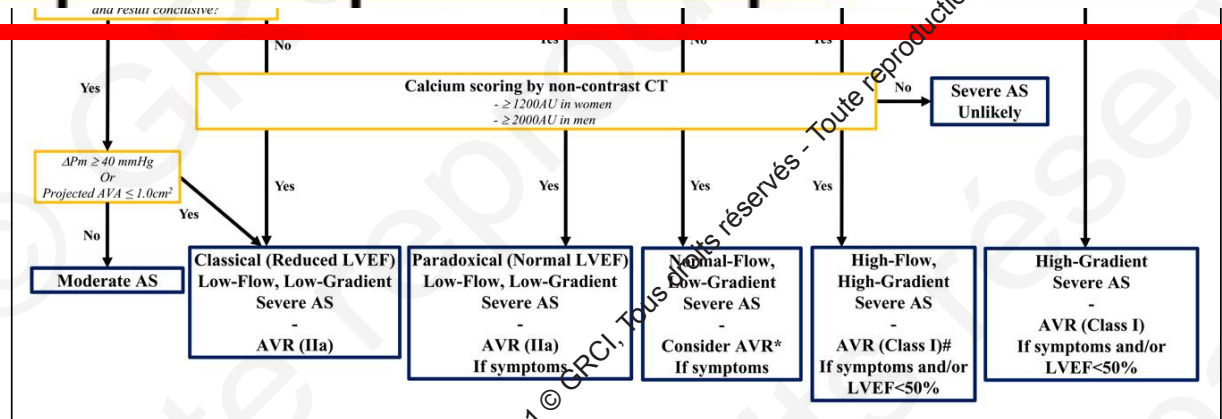 and result conclusive?
No
Yes
No
Yes
Yes
Calcium scoring by non-contrast CT
- ≥ 1200AU in women
- ≥ 2000AU in men
No
Severe AS
Unlikely
ΔPm ≥ 40 mmHg
Or
Projected AVA ≤ 1.0cm²
Yes
Yes
Yes
Yes
Yes
No
Moderate AS
Classical (Reduced LVEF)
Low-Flow, Low-Gradient
Severe AS
-
AVR (IIa)
Paradoxical (Normal LVEF)
Low-Flow, Low-Gradient
Severe AS
-
AVR (IIa)
If symptoms
Normal-Flow,
Low-Gradient
Severe AS
-
Consider AVR*
If symptoms
High-Flow,
High-Gradient
Severe AS
-
AVR (Class I)#
If symptoms and/or
LVEF<50%
High-Gradient
Severe AS
-
AVR (Class I)
If symptoms and/or
LVEF<50%
© GRCI, Tous droits réservés - Toute reproduction